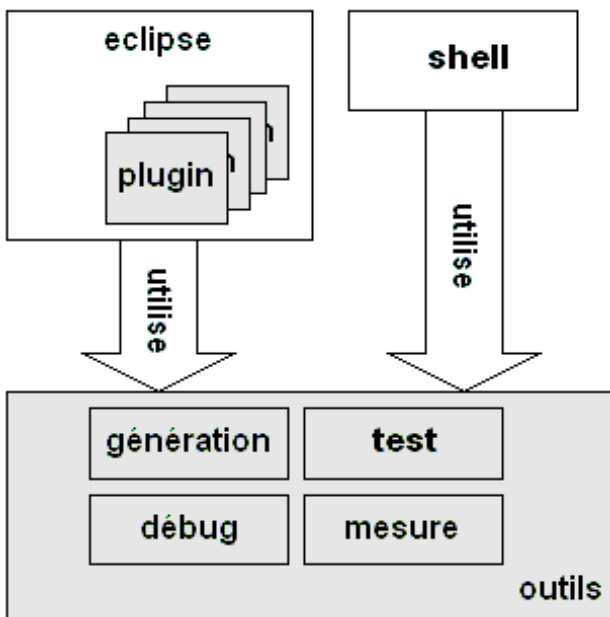 eclipse
shell
plugin
n
n
utilise
utilise
génération
test
débug
mesure
outils